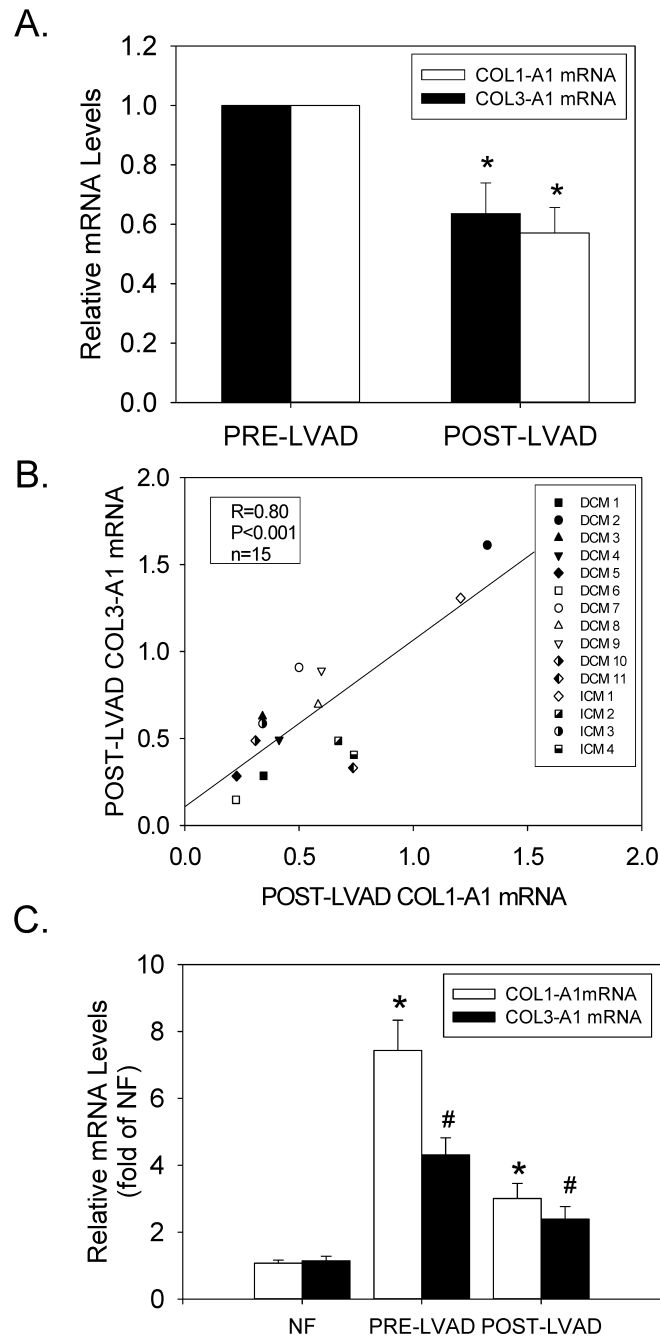 A.
Relative mRNA Levels
1.2
1.0
0.8
0.6
0.4
0.2
0.0
COL1-A1 mRNA
COL3-A1 mRNA
*
*
PRE-LVAD
POST-LVAD
B.
POST-LVAD COL3-A1 mRNA
2.0
1.5
1.0
0.5
0.0
R=0.80
P<0.001
n=15
DCM 1
DCM 2
DCM 3
DCM 4
DCM 5
DCM 6
DCM 7
DCM 8
DCM 9
DCM 10
DCM 11
ICM 1
ICM 2
ICM 3
ICM 4
0.0 0.5 1.0 1.5 2.0
POST-LVAD COL1-A1 mRNA
C.
Relative mRNA Levels
(fold of NF)
10
8
6
4
2
0
COL1-A1mRNA
COL3-A1 mRNA
*
#
*
#
NF PRE-LVAD POST-LVAD